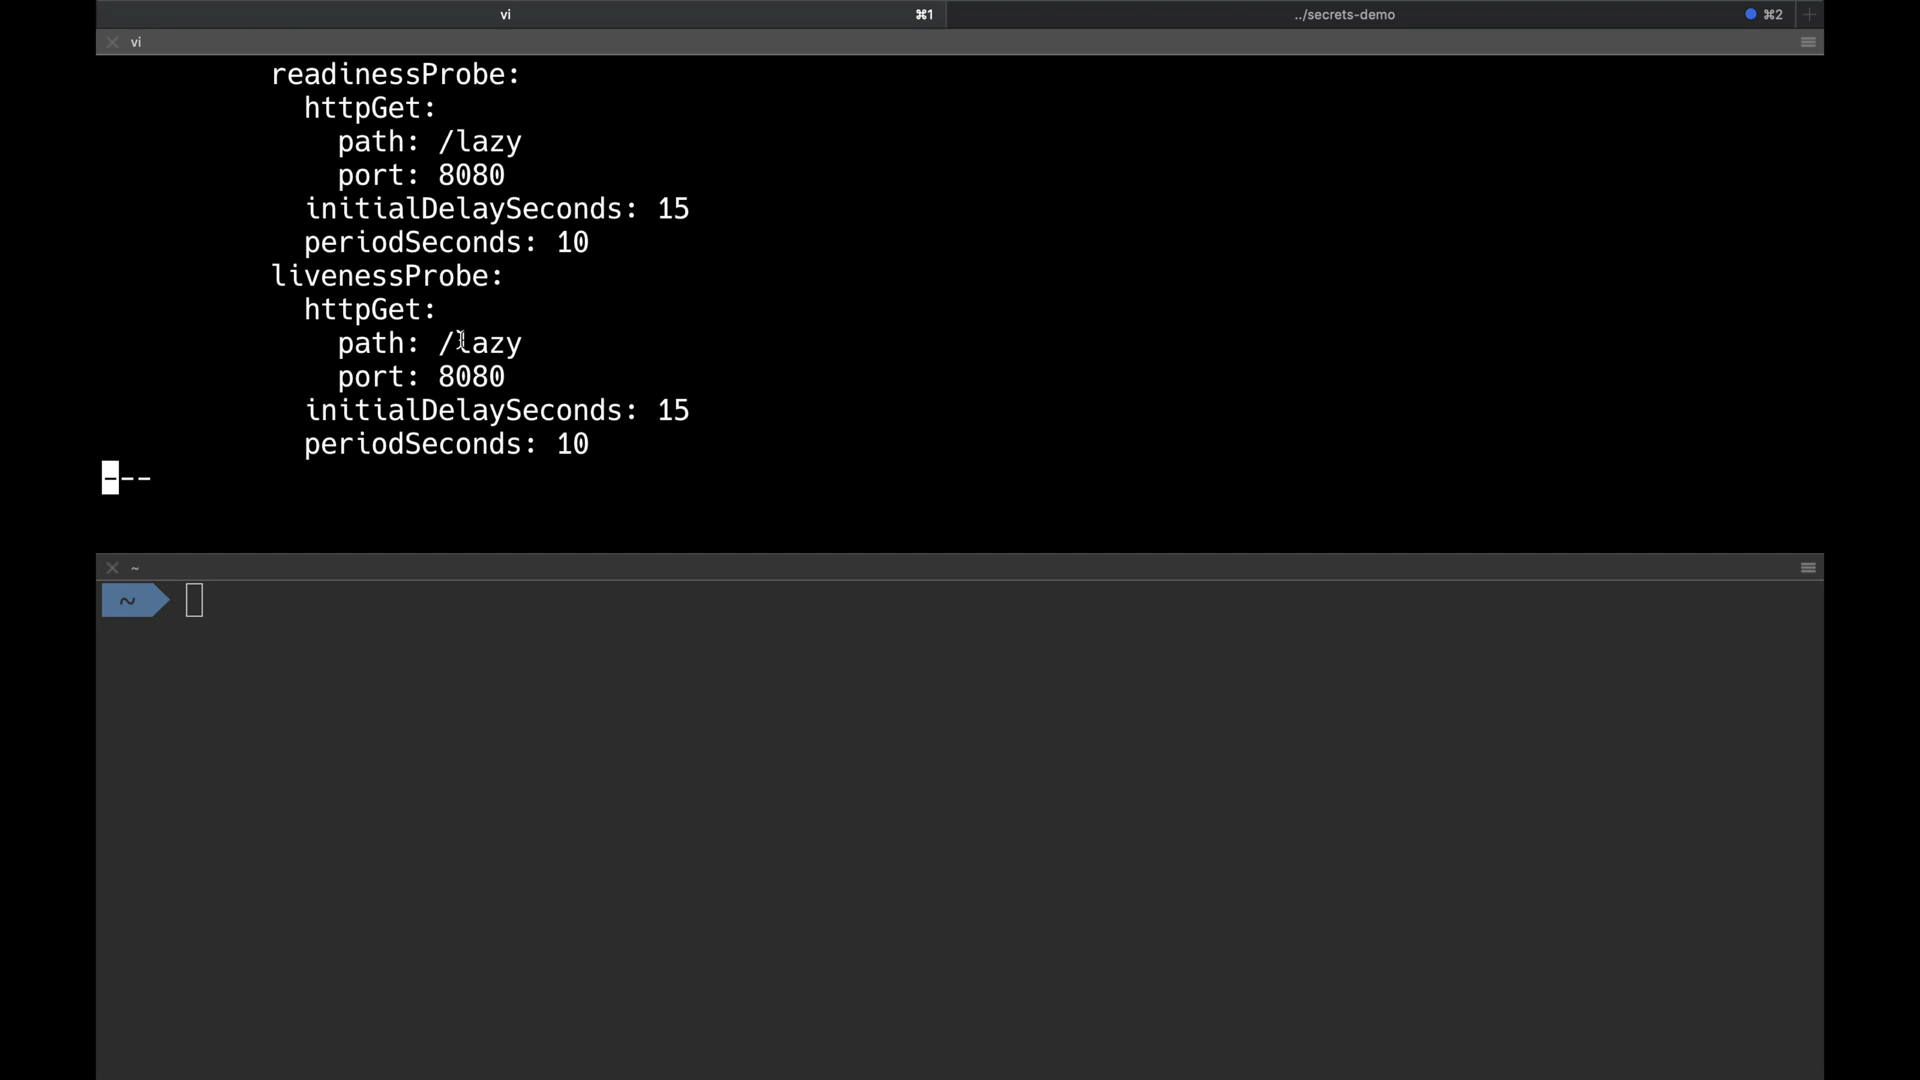 vi ⌘1 ../secrets-demo ⌘2 +
vi
readinessProbe:
httpGet:
path: /lazy
port: 8080
initialDelaySeconds: 15
periodSeconds: 10
livenessProbe:
httpGet:
path: /lazy
port: 8080
initialDelaySeconds: 15
periodSeconds: 10
---
~
~